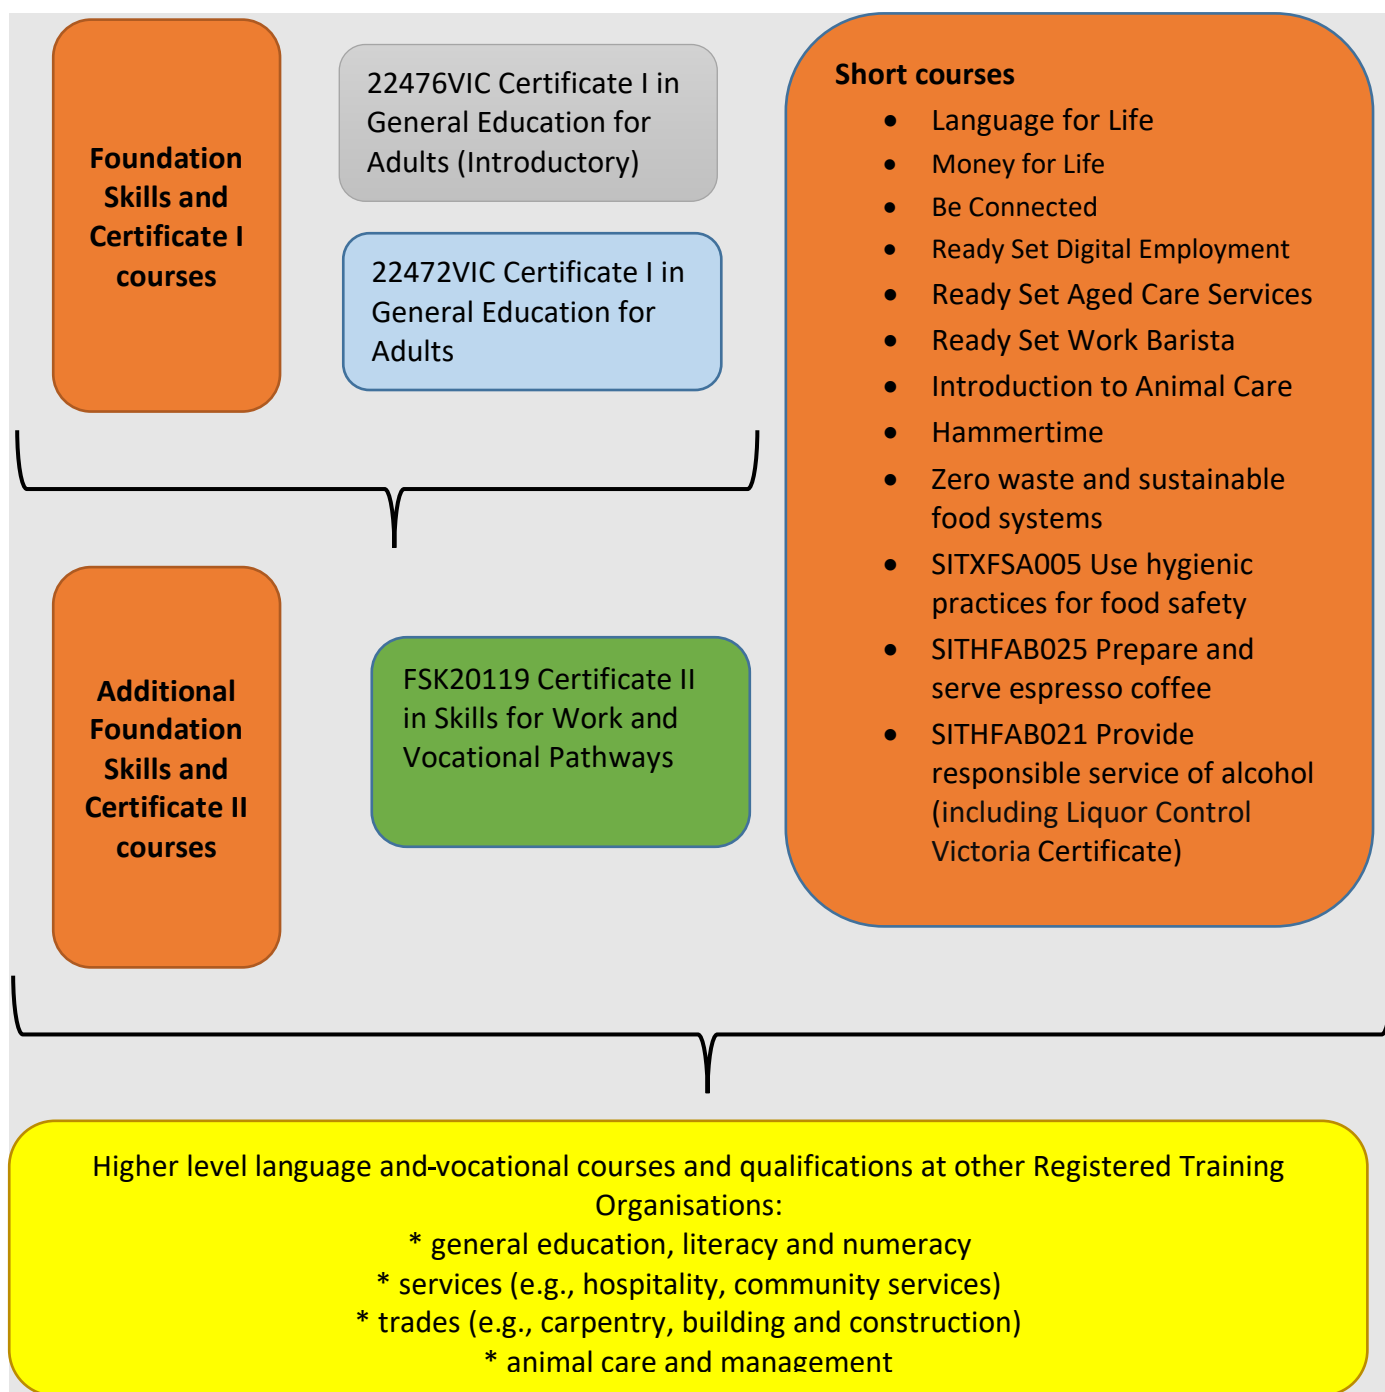 Foundation
Skills and
Certificate I
courses
22476VIC Certificate I in
General Education for
Adults (Introductory)
22472VIC Certificate I in
General Education for
Adults
Short courses
• Language for Life
• Money for Life
• Be Connected
• Ready Set Digital Employment
• Ready Set Aged Care Services
• Ready Set Work Barista
• Introduction to Animal Care
• Hammertime
• Zero waste and sustainable
food systems
• SITXFSA005 Use hygienic
practices for food safety
• SITHFAB025 Prepare and
serve espresso coffee
• SITHFAB021 Provide
responsible service of alcohol
(including Liquor Control
Victoria Certificate)
Additional
Foundation
Skills and
Certificate II
courses
FSK20119 Certificate II
in Skills for Work and
Vocational Pathways
Higher level language and-vocational courses and qualifications at other Registered Training
Organisations:
* general education, literacy and numeracy
* services (e.g., hospitality, community services)
* trades (e.g., carpentry, building and construction)
* animal care and management